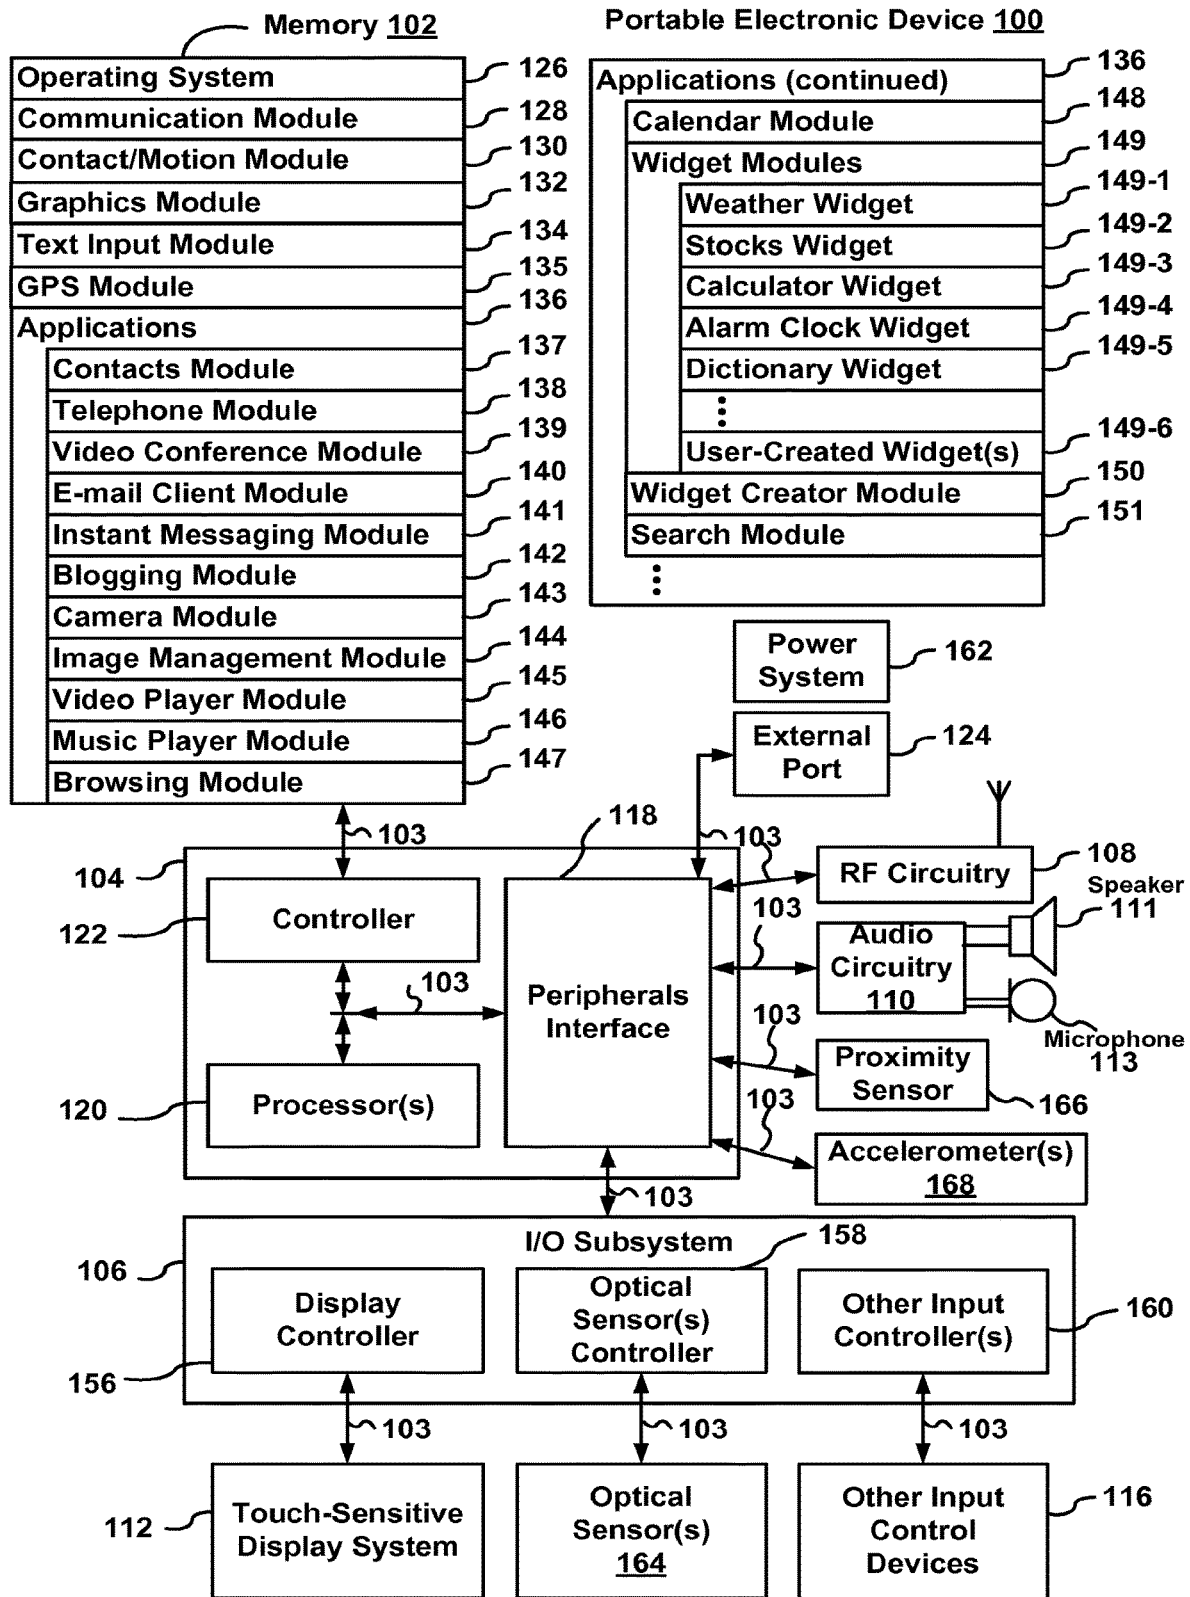 Memory 102
Operating System 126
Communication Module 128
Contact/Motion Module 130
Graphics Module 132
Text Input Module 134
GPS Module 135
Applications 136
Contacts Module 137
Telephone Module 138
Video Conference Module 139
E-mail Client Module 140
Instant Messaging Module 141
Blogging Module 142
Camera Module 143
Image Management Module 144
Video Player Module 145
Music Player Module 146
Browsing Module 147
Portable Electronic Device 100
Applications (continued) 136
Calendar Module 148
Widget Modules 149
Weather Widget 149-1
Stocks Widget 149-2
Calculator Widget 149-3
Alarm Clock Widget 149-4
Dictionary Widget 149-5
User-Created Widget(s) 149-6
Widget Creator Module 150
Search Module 151
Power
System
162
External
Port
124
103
118
103
104
Controller
122
103
Peripherals
Interface
Processor(s)
120
103
RF Circuitry
108
Speaker
111
103
Audio
Circuitry
110
Microphone
113
103
Proximity
Sensor
166
103
Accelerometer(s)
168
103
I/O Subsystem
106
Display
Controller
156
158
Optical
Sensor(s)
Controller
Other Input
Controller(s)
160
103
103
103
112
Touch-Sensitive
Display System
Optical
Sensor(s)
164
Other Input
Control
Devices
116